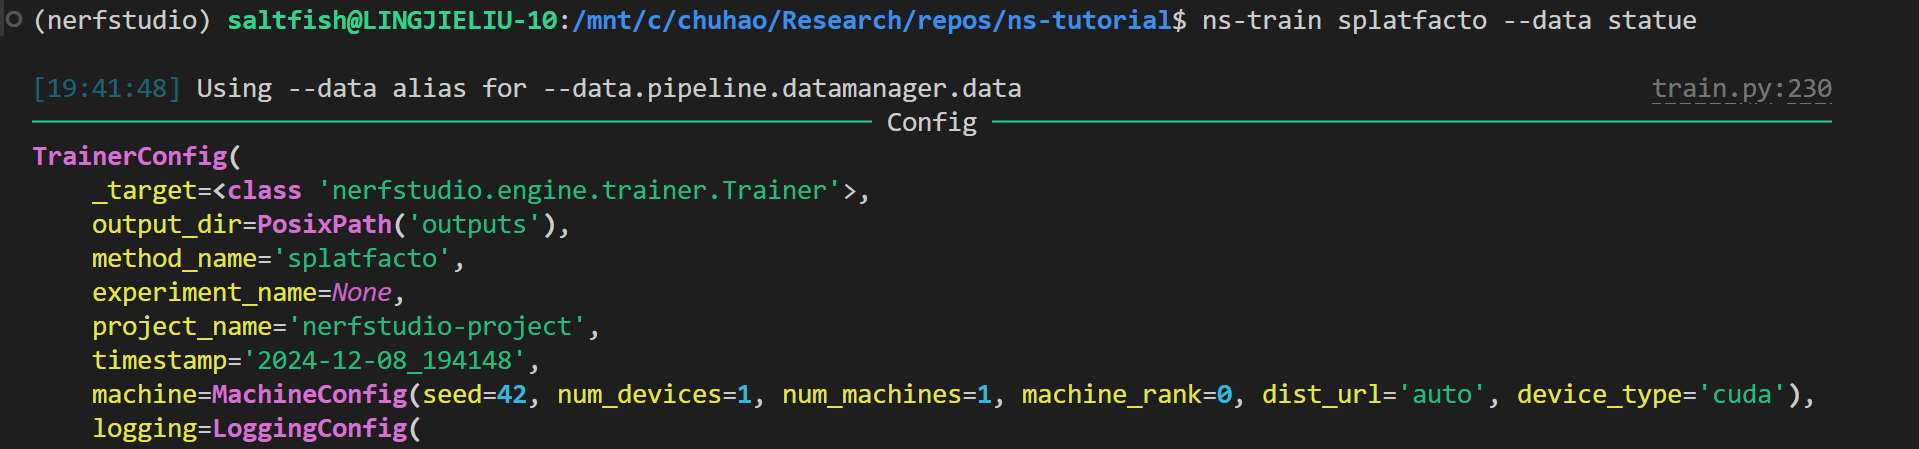 (nerfstudio) saltfish@LINGJIELIU-10:/mnt/c/chuhao/Research/repos/ns-tutorial$ ns-train splatfacto --data statue
[19:41:48] Using --data alias for --data.pipeline.datamanager.data train.py:230
Config
TrainerConfig(
    _target=<class 'nerfstudio.engine.trainer.Trainer'>,
    output_dir=PosixPath('outputs'),
    method_name='splatfacto',
    experiment_name=None,
    project_name='nerfstudio-project',
    timestamp='2024-12-08_194148',
    machine=MachineConfig(seed=42, num_devices=1, num_machines=1, machine_rank=0, dist_url='auto', device_type='cuda'),
    logging=LoggingConfig(